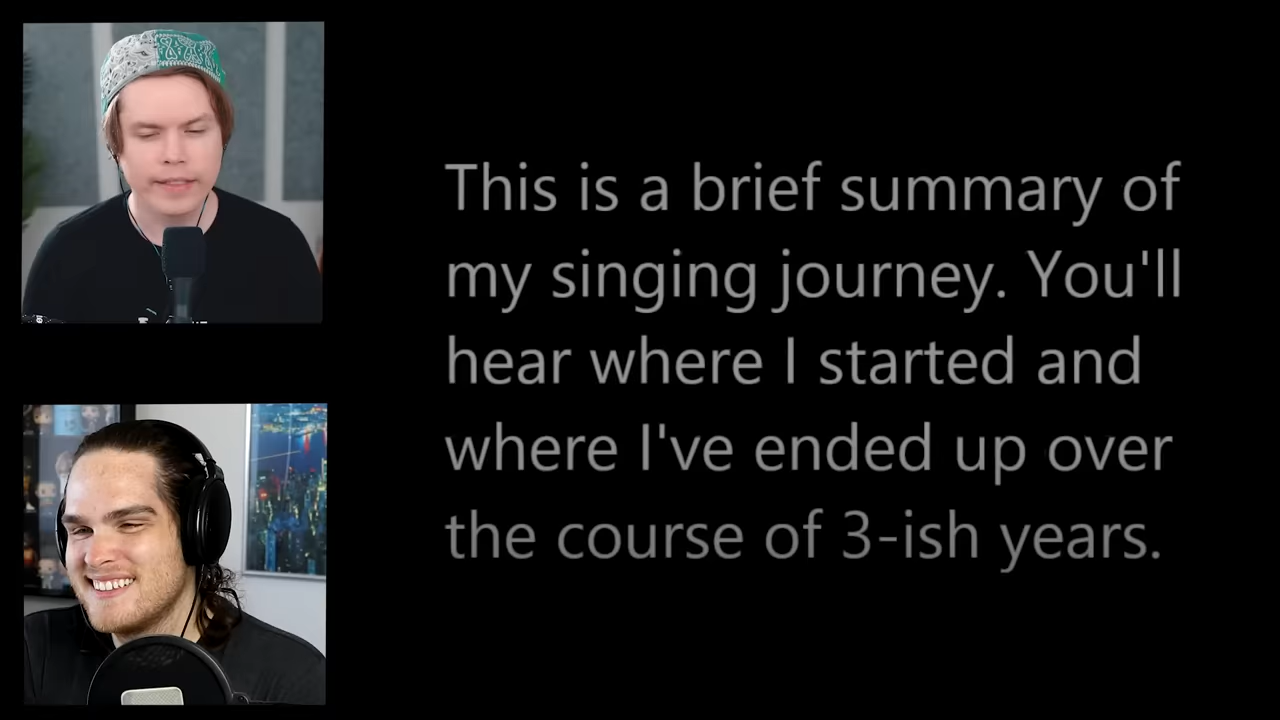 This is a brief summary of
my singing journey. You'll
hear where I started and
where I've ended up over
the course of 3-ish years.